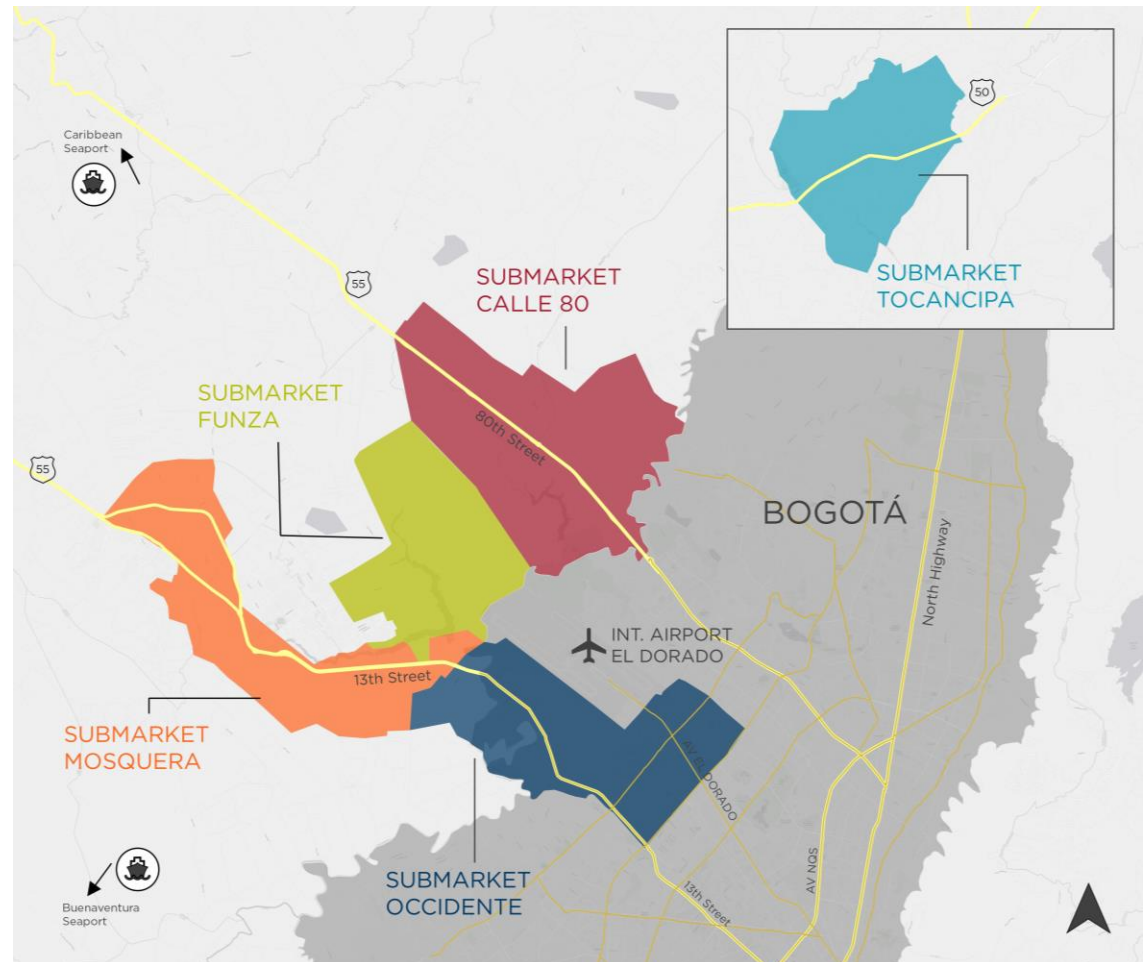 Caribbean
Seaport
50
SUBMARKET
TOCANCIPA
55
SUBMARKET
CALLE 80
SUBMARKET
FUNZA
80th Street
55
BOGOTÁ
North Highway
INT. AIRPORT
EL DORADO
13th Street
SUBMARKET
MOSQUERA
AV EL DORADO
SUBMARKET
OCCIDENTE
AV NQS
13th Street
Buenaventura
Seaport